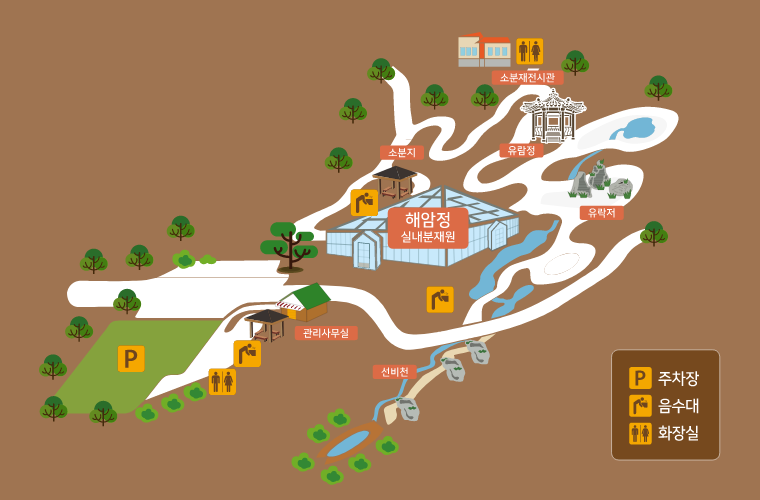 소분재전시관
소분지
유람정
유락저
해암정
실내분재원
관리사무실
P
선비천
P 주차장
음수대
화장실